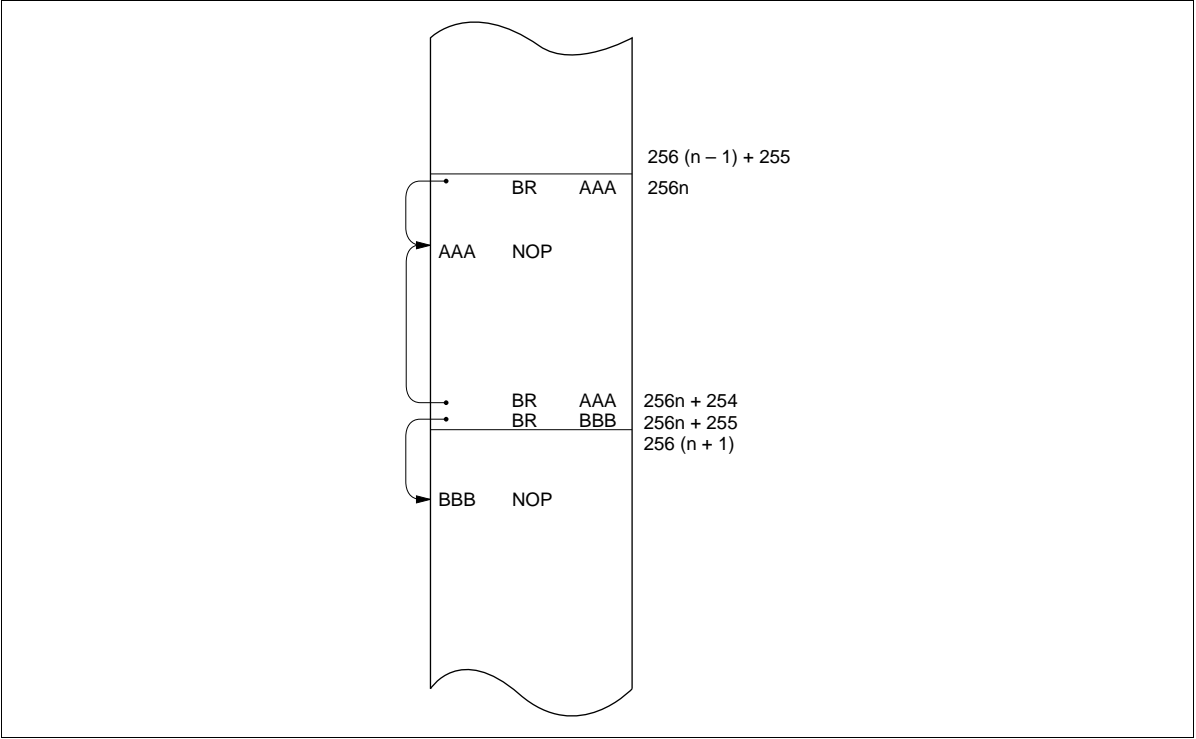 256 (n – 1) + 255
BR AAA 256n
AAA NOP
BR AAA 256n + 254
BR BBB 256n + 255
256 (n + 1)
BBB NOP